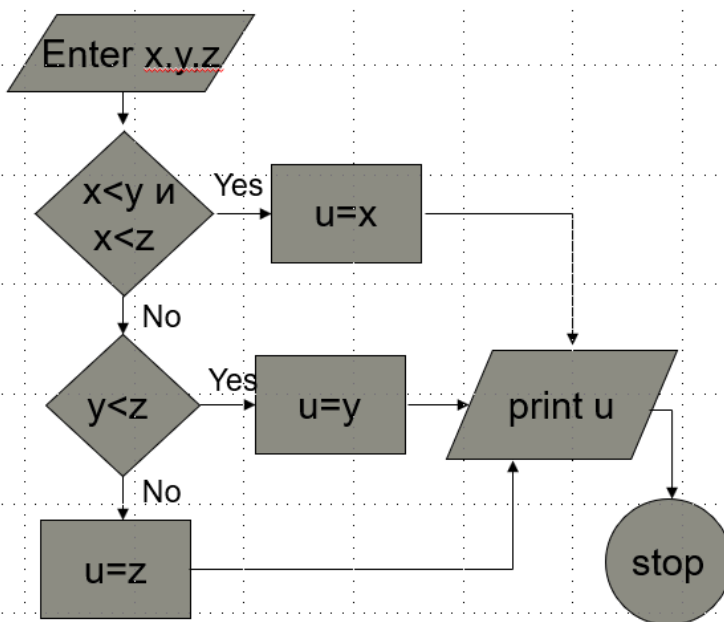 Enter x,y,z
x<y и
x<z
Yes
u=x
No
y<z
Yes
u=y
print u
No
u=z
stop